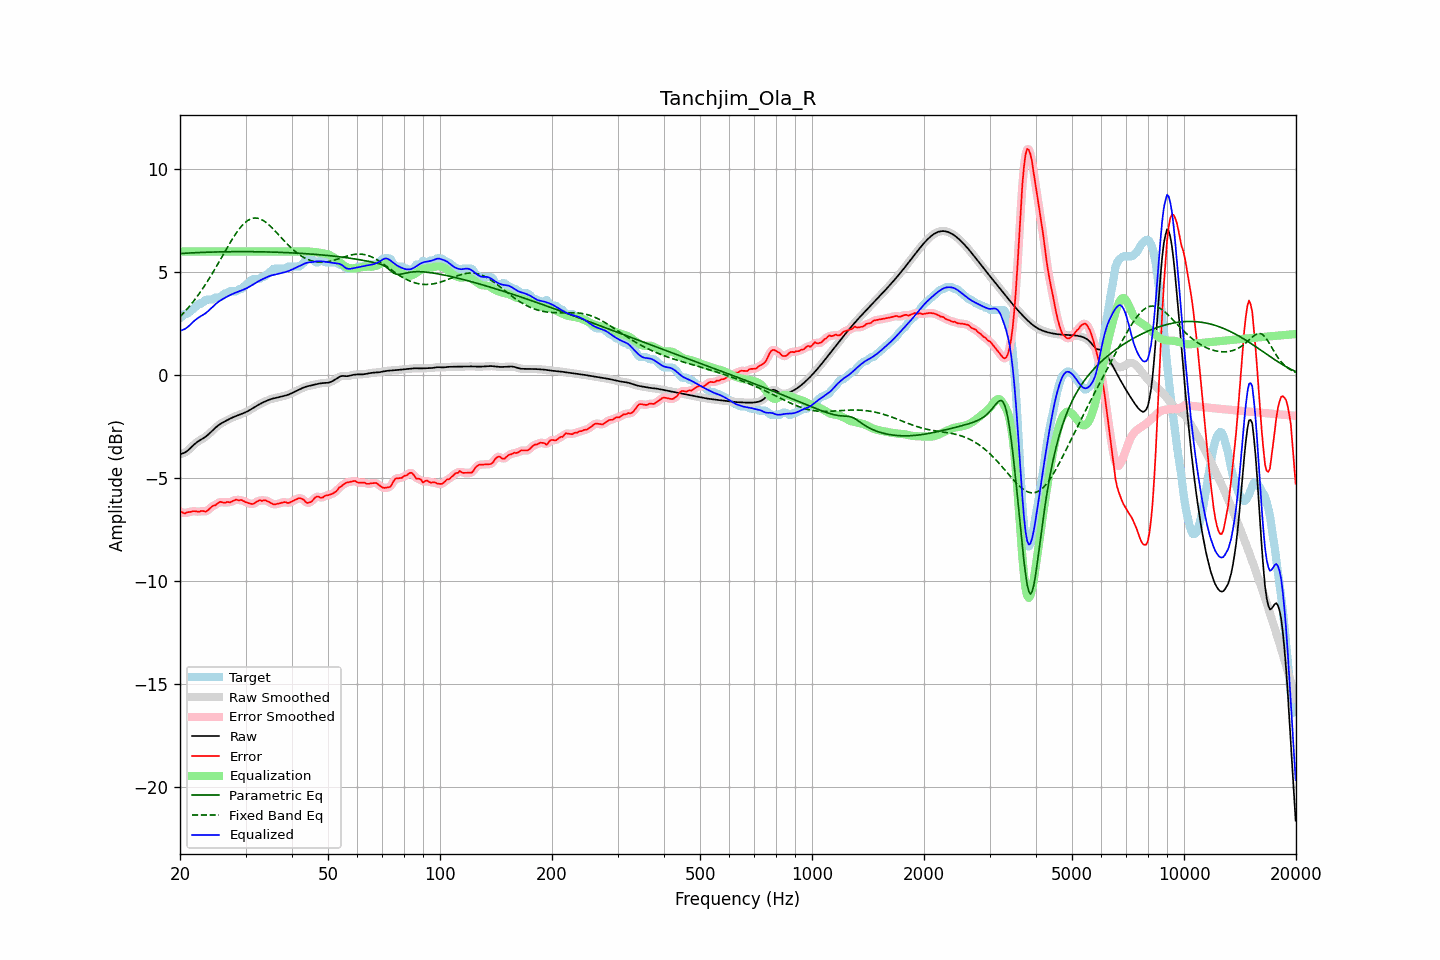 Tanchjim_Ola_R
Amplitude (dBr)
10
5
0
−5
−10
−15
−20
Target
Raw Smoothed
Error Smoothed
Raw
Error
Equalization
Parametric Eq
Fixed Band Eq
Equalized
20 50 100 200 500 1000 2000 5000 10000 20000
Frequency (Hz)